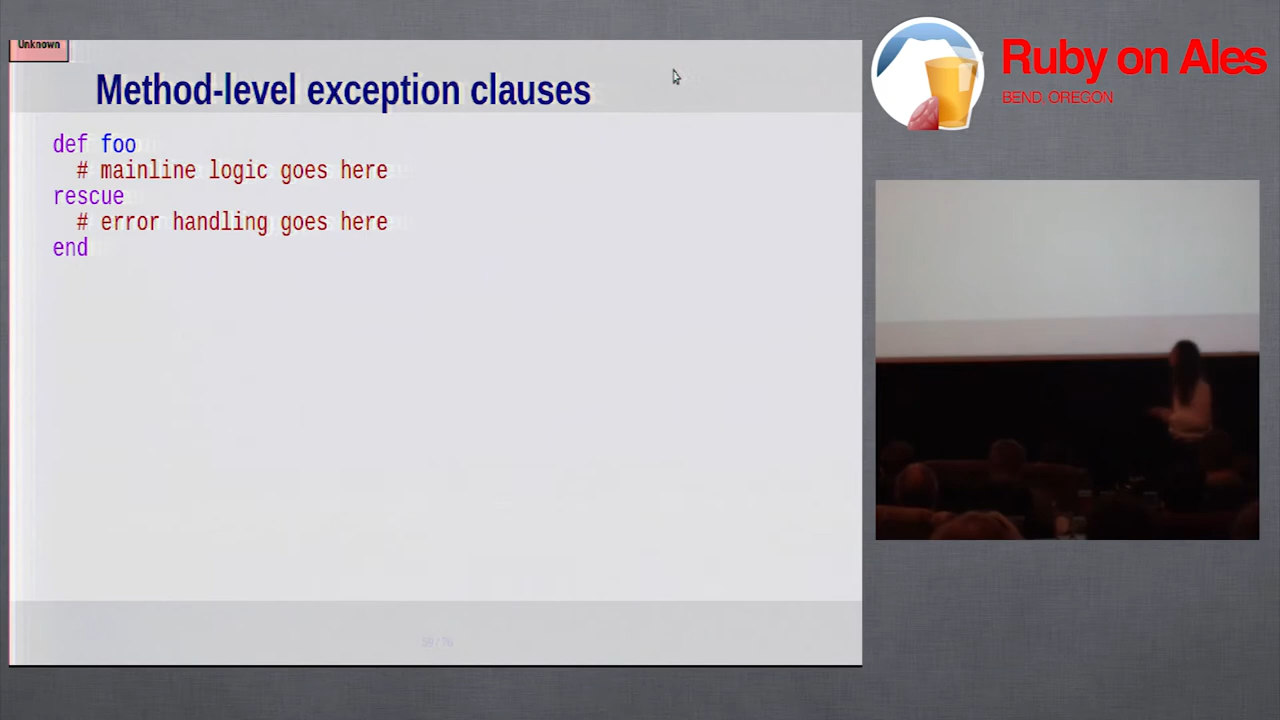 Unknown
Method-level exception clauses
def foo
# mainline logic goes here
rescue
# error handling goes here
end
Ruby on Ales
BEND, OREGON